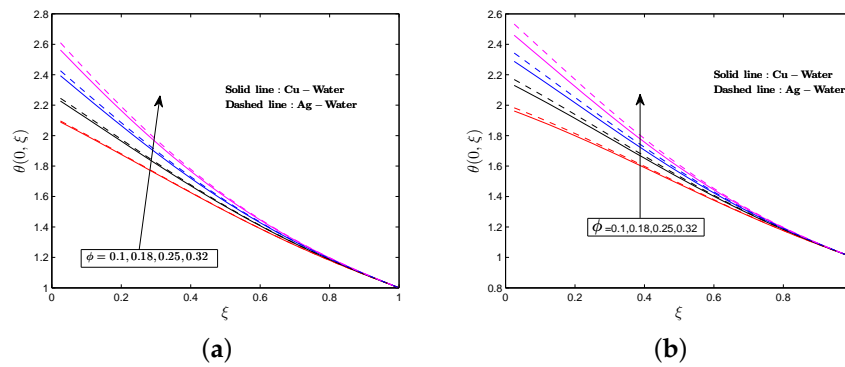 2.6
2.4
2.2
2
1.8
1.6
1.4
1.2
1
θ(0, ξ)
Solid line : Cu – Water
Dashed line : Ag – Water
ϕ = 0.1, 0.18, 0.25, 0.32
0 0.2 0.4 0.6 0.8 1
ξ
(a)
2.6
2.4
2.2
2
1.8
1.6
1.4
1.2
1
0.8
θ(0, ξ)
Solid line : Cu – Water
Dashed line : Ag – Water
ϕ =0.1,0.18,0.25,0.32
0 0.2 0.4 0.6 0.8
ξ
(b)